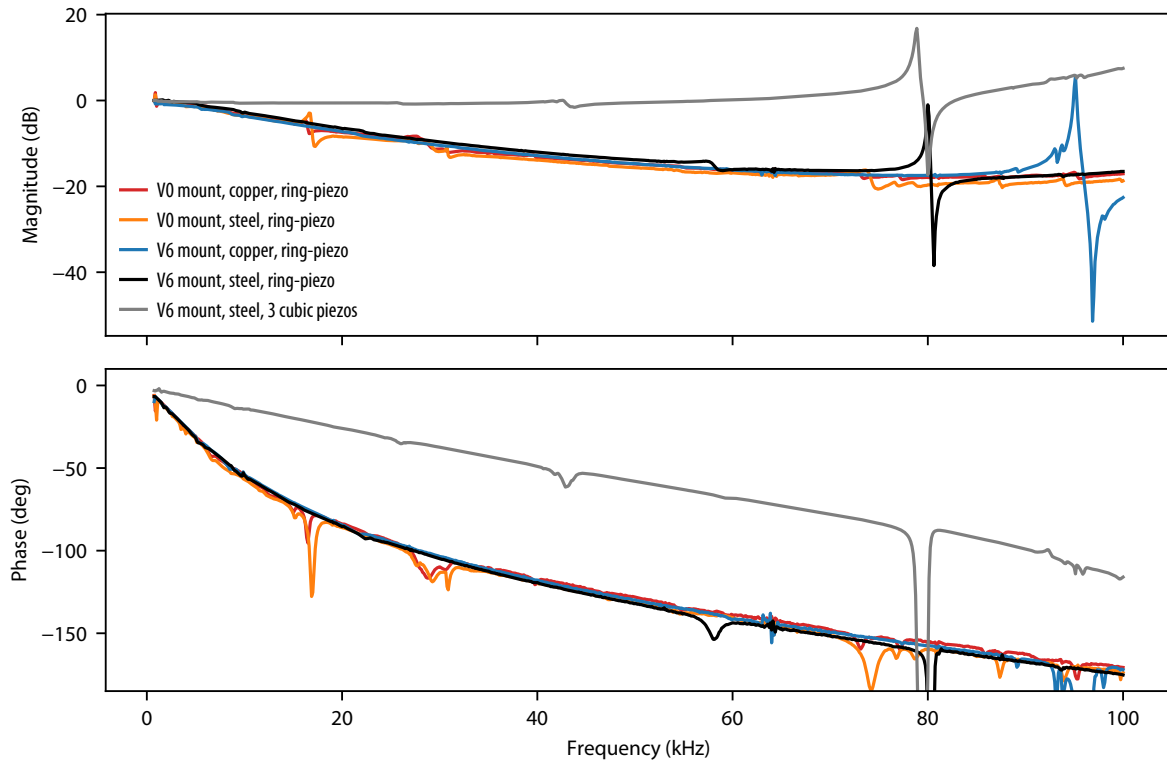 20
0
−20
−40
Magnitude (dB)
V0 mount, copper, ring-piezo
V0 mount, steel, ring-piezo
V6 mount, copper, ring-piezo
V6 mount, steel, ring-piezo
V6 mount, steel, 3 cubic piezos
0
−50
−100
−150
Phase (deg)
0 20 40 60 80 100
Frequency (kHz)